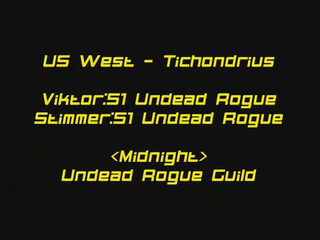 US West - Tichondrius
Viktor:51 Undead Rogue
Stimmer:51 Undead Rogue
<Midnight>
Undead Rogue Guild